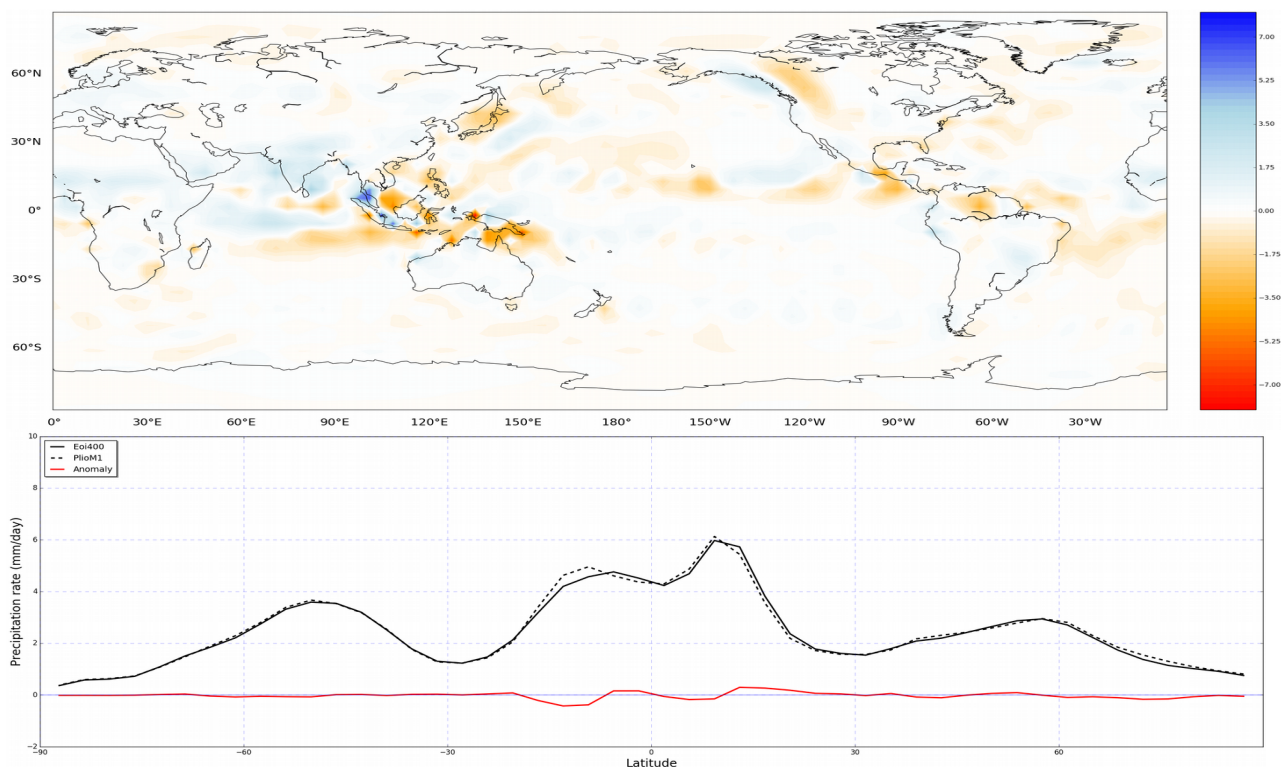 60°N
30°N
0°
30°S
60°S
0° 30°E 60°E 90°E 120°E 150°E 150°W 120°W 90°W 60°W 30°W
7.00
5.25
3.50
1.75
0.00
−1.75
−3.50
−5.25
−7.00
Eoi400
PlioM1
Anomaly
Precipitation rate (mm/day)
10
8
6
4
2
0
−2
−90 −60 −30 0 30 60
Latitude